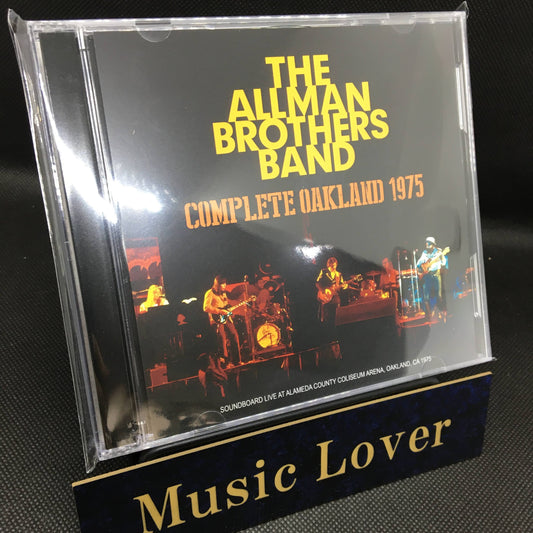 THE
ALLMAN
BROTHERS
BAND
COMPLETE OAKLAND 1975
SOUNDBOARD LIVE AT ALAMEDA COUNTY COLISEUM ARENA, OAKLAND, CA 1975
Music Lover